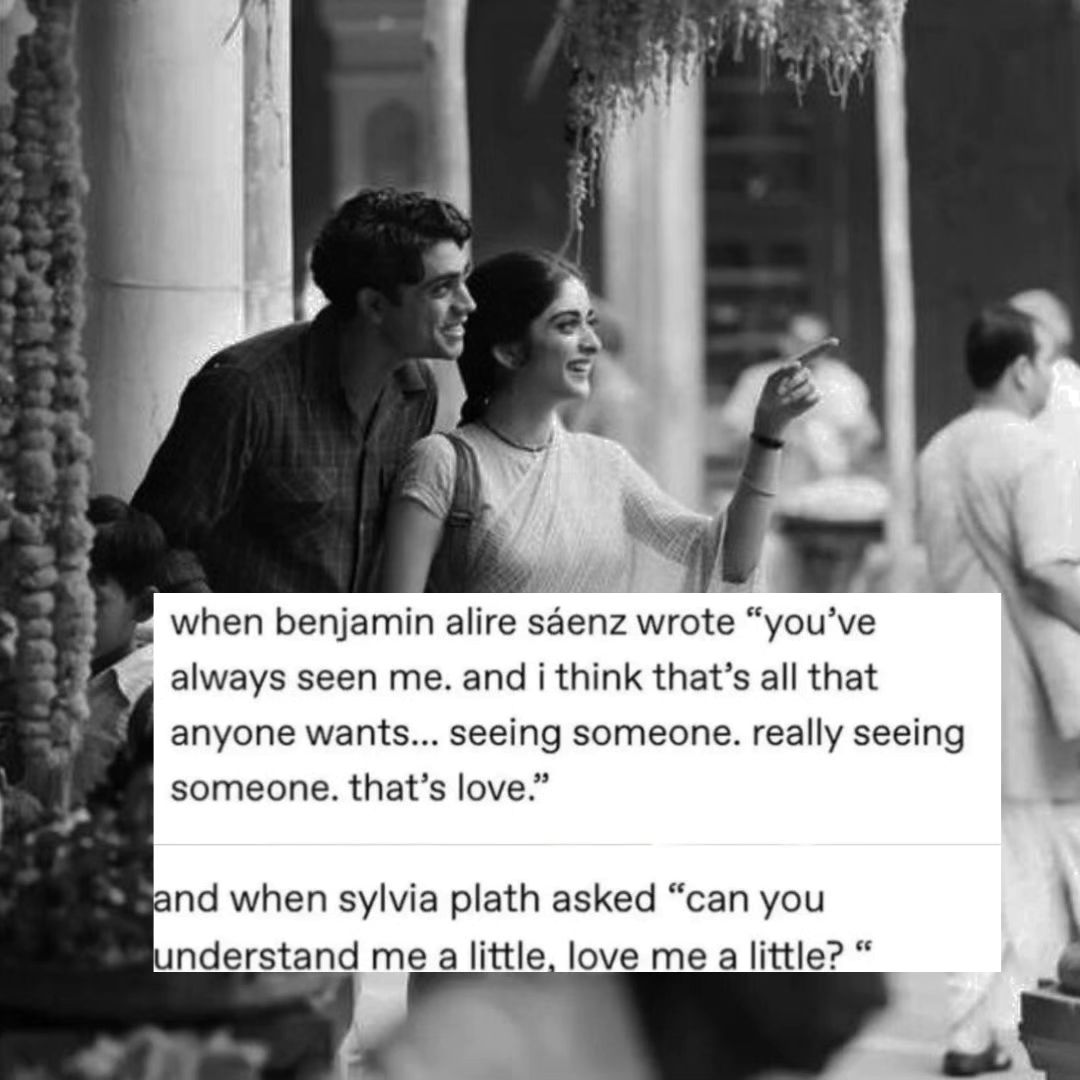 when benjamin alire sáenz wrote “you’ve
always seen me. and i think that’s all that
anyone wants... seeing someone. really seeing
someone. that’s love.”
and when sylvia plath asked “can you
understand me a little, love me a little? “